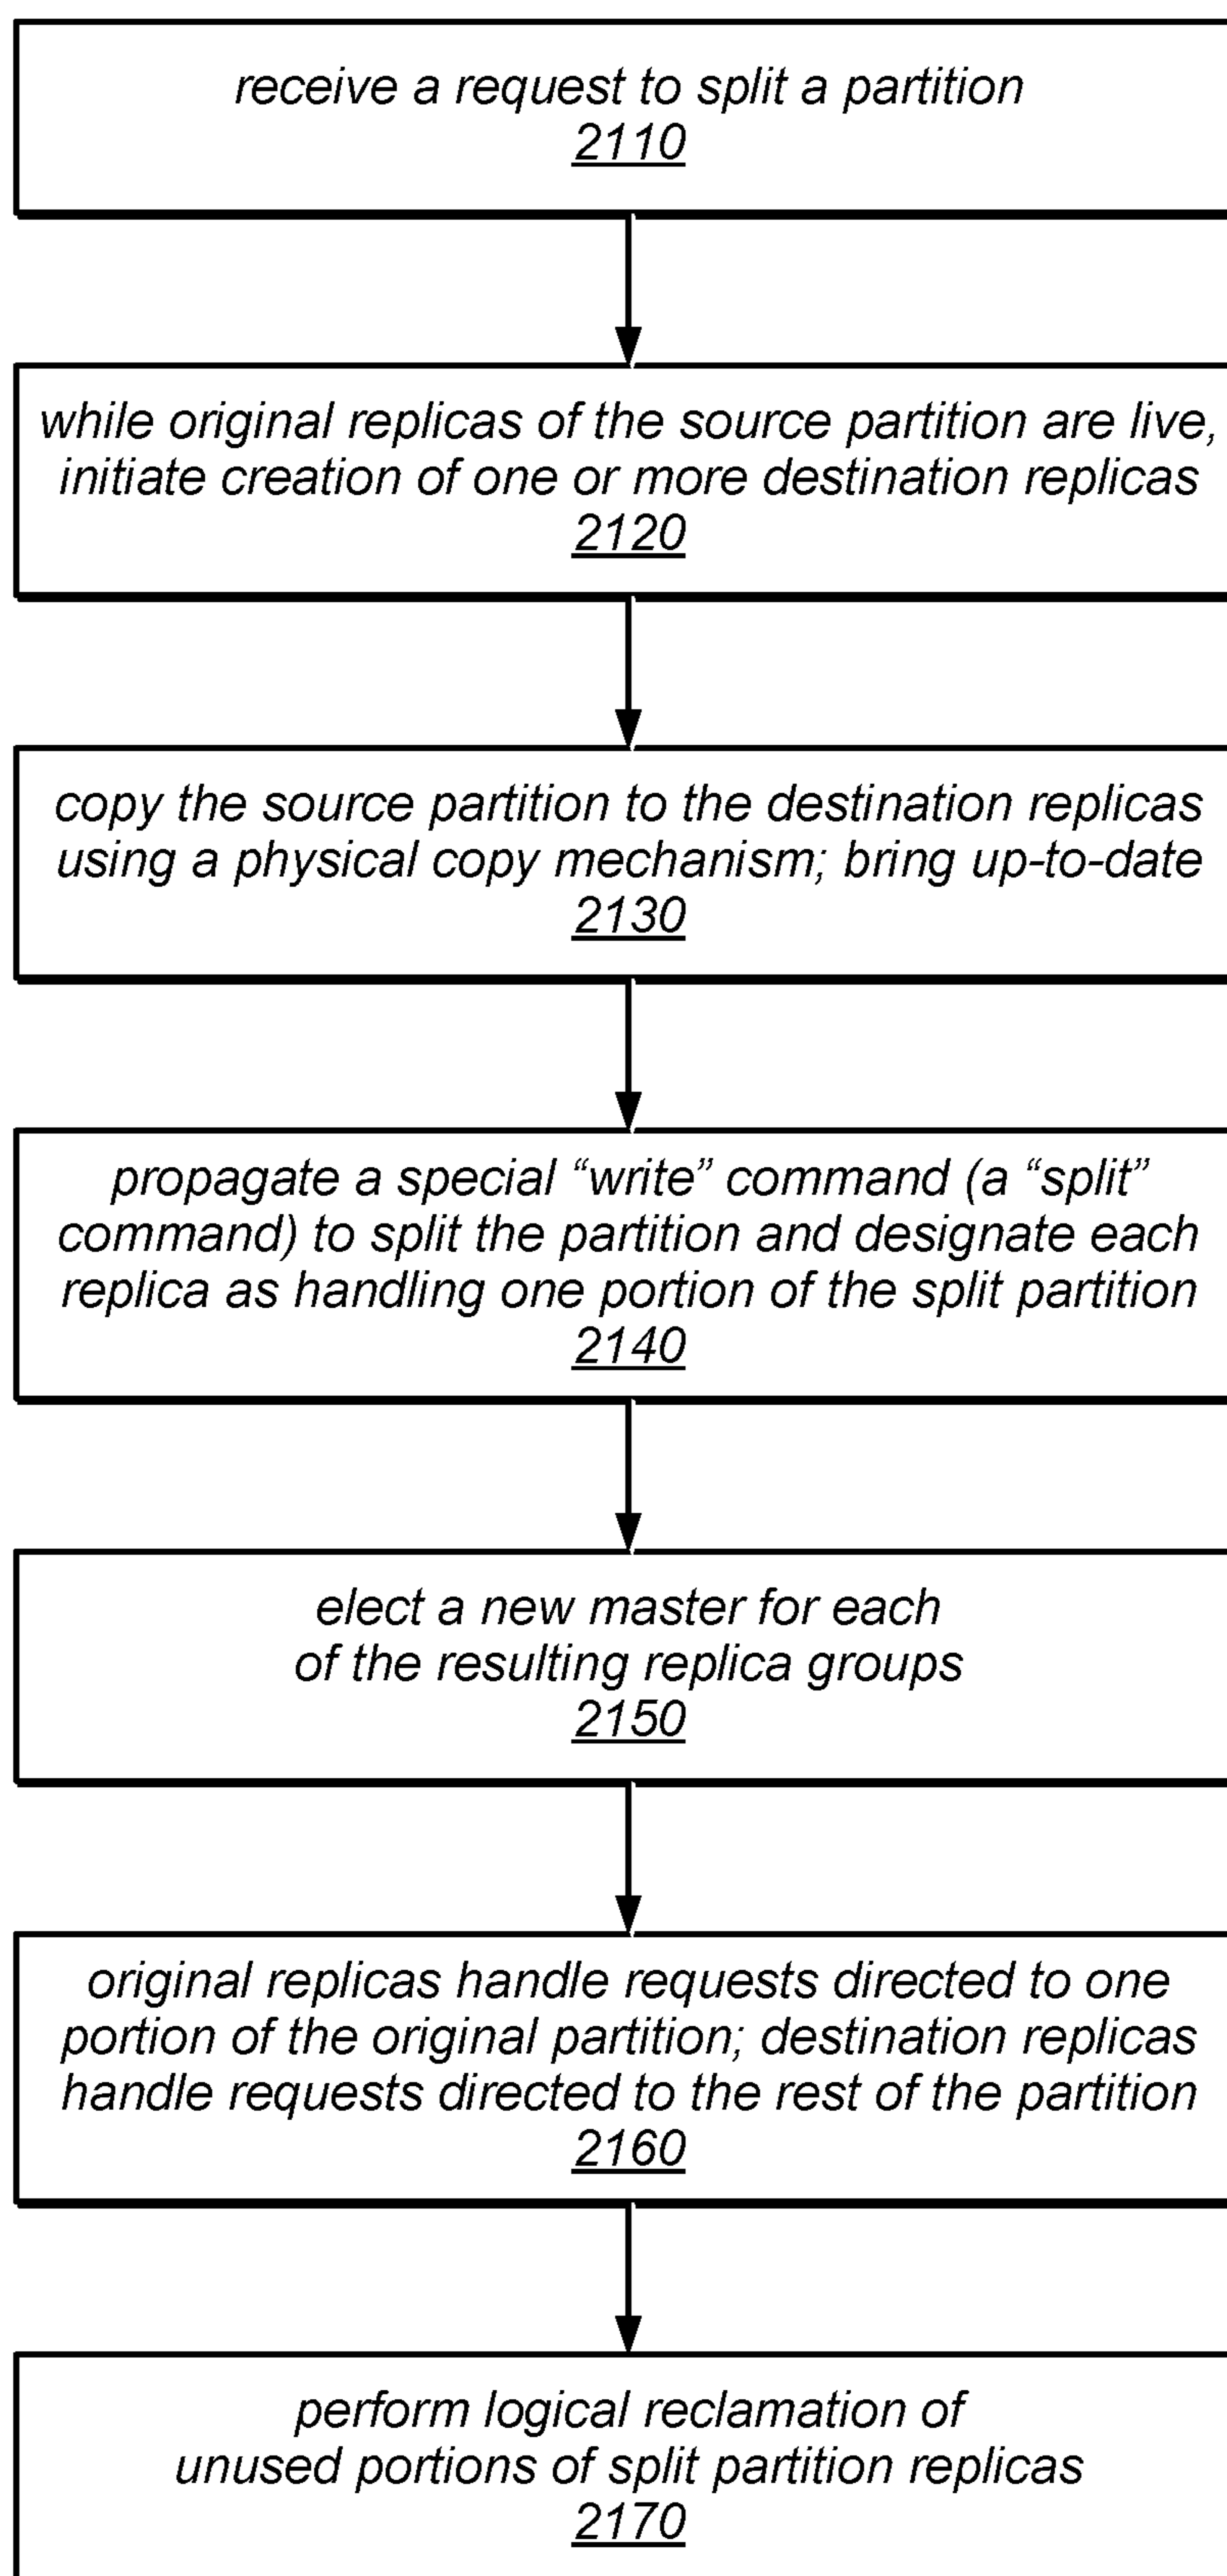 receive a request to split a partition
2110
while original replicas of the source partition are live,
initiate creation of one or more destination replicas
2120
copy the source partition to the destination replicas
using a physical copy mechanism; bring up-to-date
2130
propagate a special “write” command (a “split”
command) to split the partition and designate each
replica as handling one portion of the split partition
2140
elect a new master for each
of the resulting replica groups
2150
original replicas handle requests directed to one
portion of the original partition; destination replicas
handle requests directed to the rest of the partition
2160
perform logical reclamation of
unused portions of split partition replicas
2170